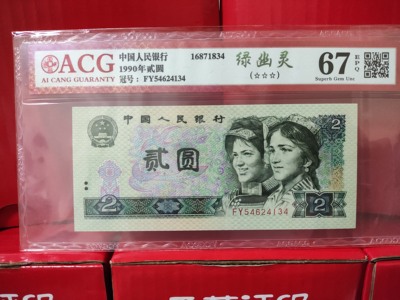 ACG
AI CANG GUARANTY
中国人民银行
1990年贰圆
冠号：FY54624134
16871834
绿幽灵
(☆☆☆)
67
EPQ
Superb Gem Unc
中国人民银行
2
贰圆
FY54624134
2
2